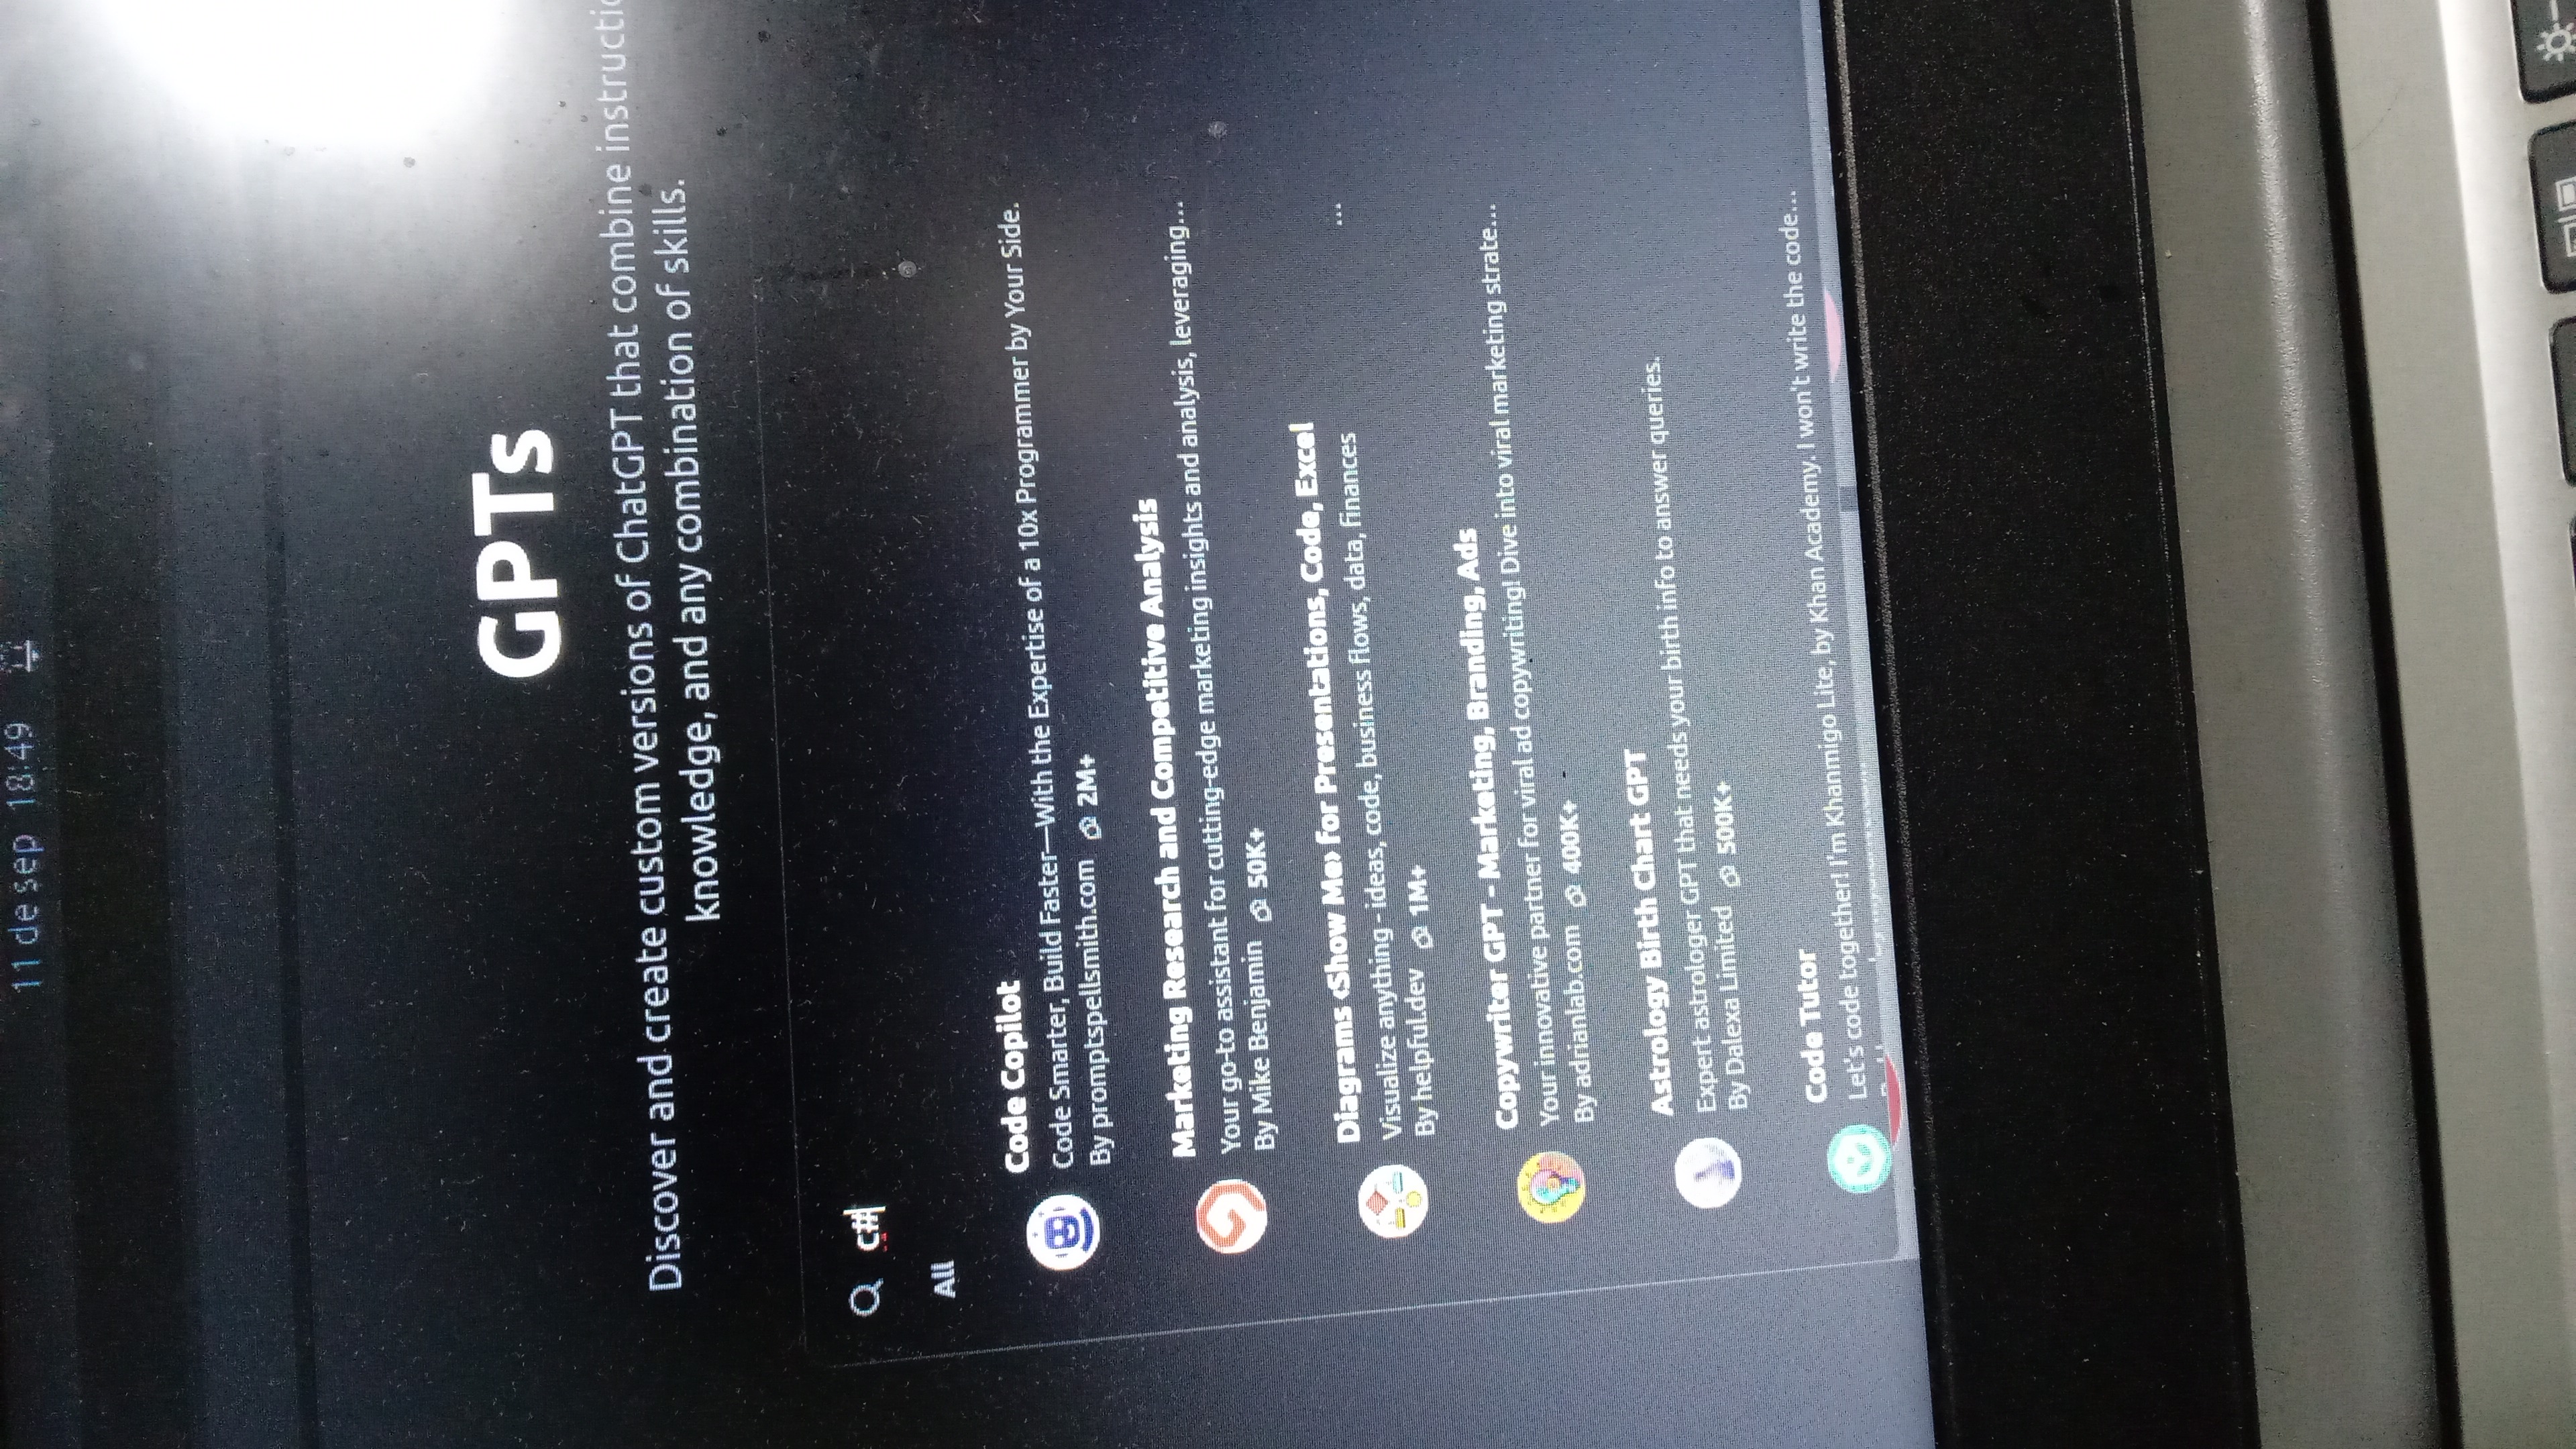 11 de sep 18:49
GPTs
Discover and create custom versions of ChatGPT that combine
knowledge, and any combination of skills.
c#
All
Code Copilot
Code Smarter, Build Faster—With the Expertise of a 10x Programmer by Your Side.
By promptspellsmith.com 2M+
Marketing Research and Competitive Analysis
Your go-to assistant for cutting-edge marketing insights and analysis, leveraging...
By Mike Benjamin 50K+
Diagrams ‹Show Me› for Presentations, Code, Excel
Visualize anything - ideas, code, business flows, data, finances
...
By helpful.dev 1M+
Copywriter GPT - Marketing, Branding, Ads
Your innovative partner for viral ad copywriting! Dive into viral marketing strate...
By adrianlab.com 400K+
Astrology Birth Chart GPT
Expert astrologer GPT that needs your birth info to answer queries.
By Dalexa Limited 500K+
Code Tutor
Let's code together! I'm Khanmigo Lite, by Khan Academy. I won't write the code...